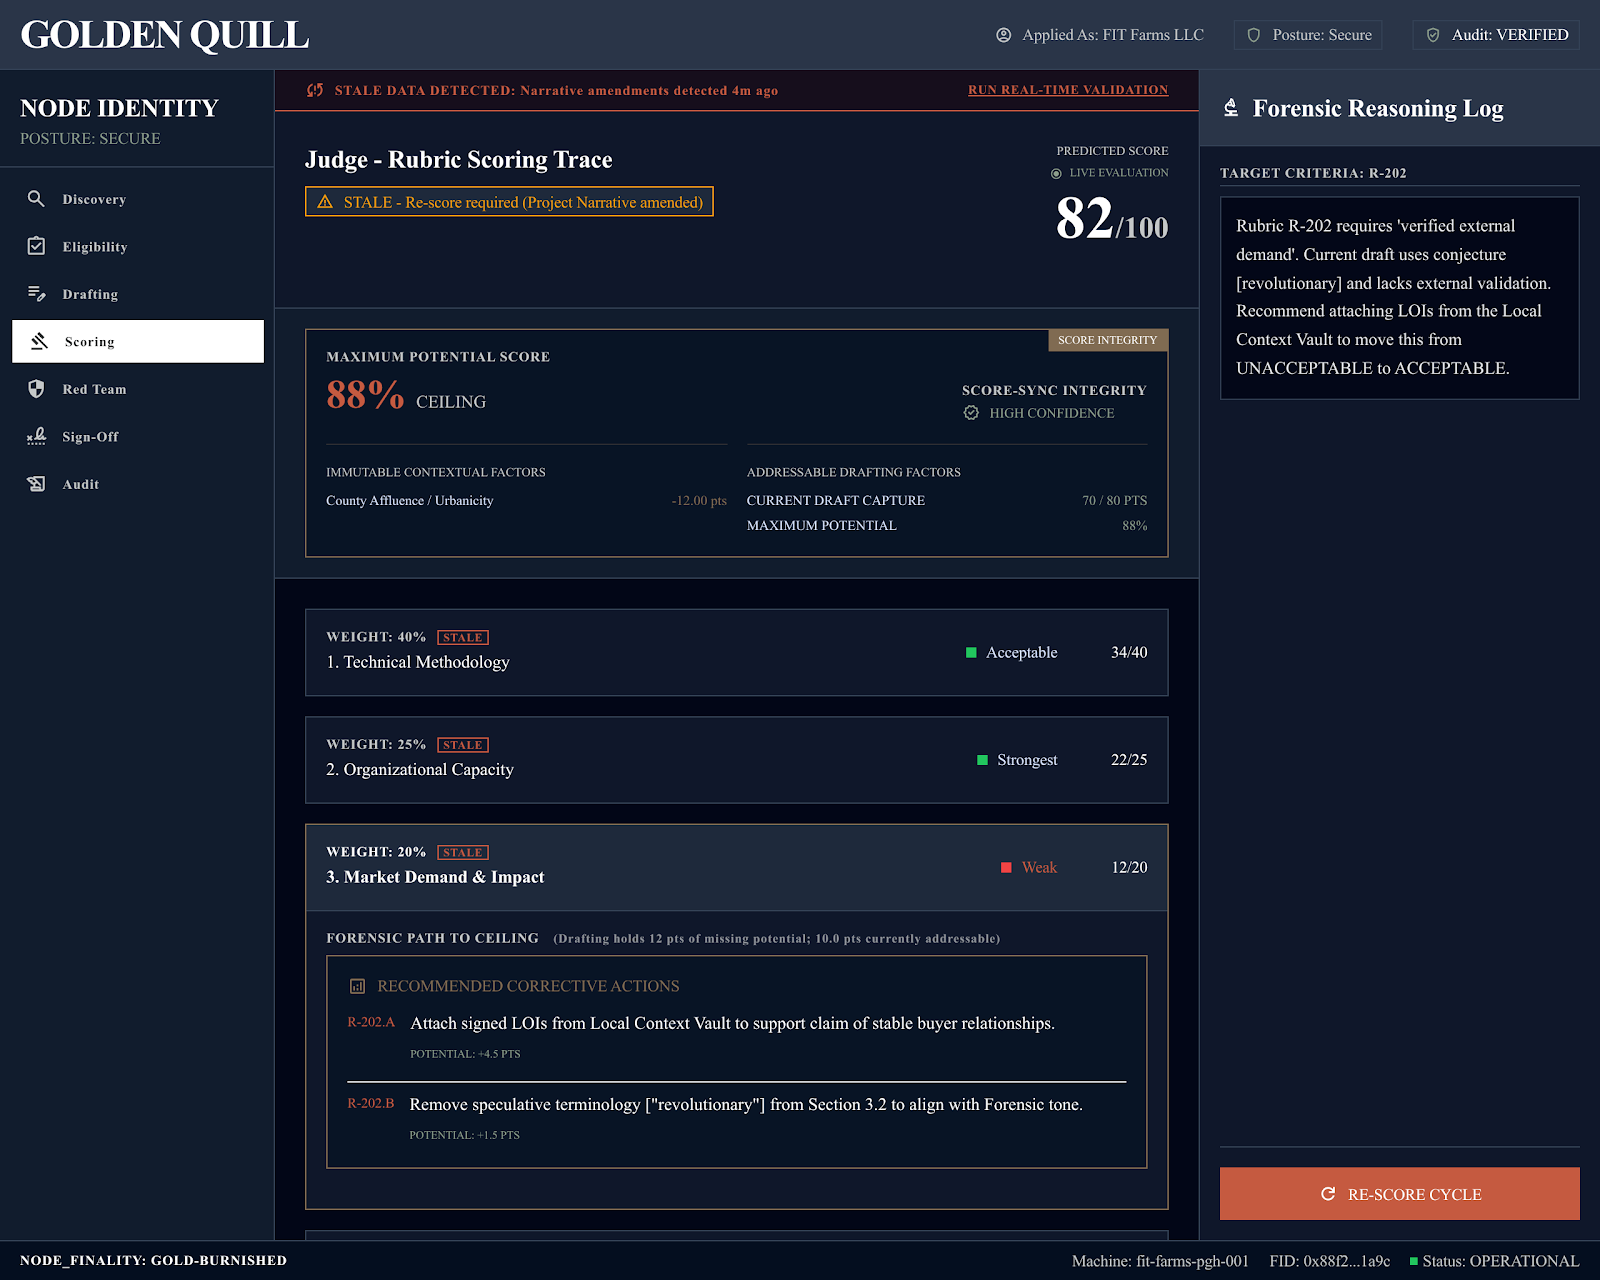 GOLDEN QUILL
Applied As: FIT Farms LLC
Posture: Secure
Audit: VERIFIED
NODE IDENTITY
POSTURE: SECURE
Discovery
Eligibility
Drafting
Scoring
Red Team
Sign-Off
Audit
STALE DATA DETECTED: Narrative amendments detected 4m ago
RUN REAL-TIME VALIDATION
Judge - Rubric Scoring Trace
STALE - Re-score required (Project Narrative amended)
PREDICTED SCORE
LIVE EVALUATION
82/100
SCORE INTEGRITY
MAXIMUM POTENTIAL SCORE
88% CEILING
SCORE-SYNC INTEGRITY
HIGH CONFIDENCE
IMMUTABLE CONTEXTUAL FACTORS
County Affluence / Urbanicity -12.00 pts
ADDRESSABLE DRAFTING FACTORS
CURRENT DRAFT CAPTURE 70 / 80 PTS
MAXIMUM POTENTIAL 88%
WEIGHT: 40% STALE
1. Technical Methodology
Acceptable 34/40
WEIGHT: 25% STALE
2. Organizational Capacity
Strongest 22/25
WEIGHT: 20% STALE
3. Market Demand & Impact
Weak 12/20
FORENSIC PATH TO CEILING (Drafting holds 12 pts of missing potential; 10.0 pts currently addressable)
RECOMMENDED CORRECTIVE ACTIONS
R-202.A Attach signed LOIs from Local Context Vault to support claim of stable buyer relationships.
POTENTIAL: +4.5 PTS
R-202.B Remove speculative terminology ["revolutionary"] from Section 3.2 to align with Forensic tone.
POTENTIAL: +1.5 PTS
Forensic Reasoning Log
TARGET CRITERIA: R-202
Rubric R-202 requires 'verified external
demand'. Current draft uses conjecture
[revolutionary] and lacks external validation.
Recommend attaching LOIs from the Local
Context Vault to move this from
UNACCEPTABLE to ACCEPTABLE.
RE-SCORE CYCLE
NODE_FINALITY: GOLD-BURNISHED
Machine: fit-farms-pgh-001
FID: 0x88f2...1a9c
Status: OPERATIONAL